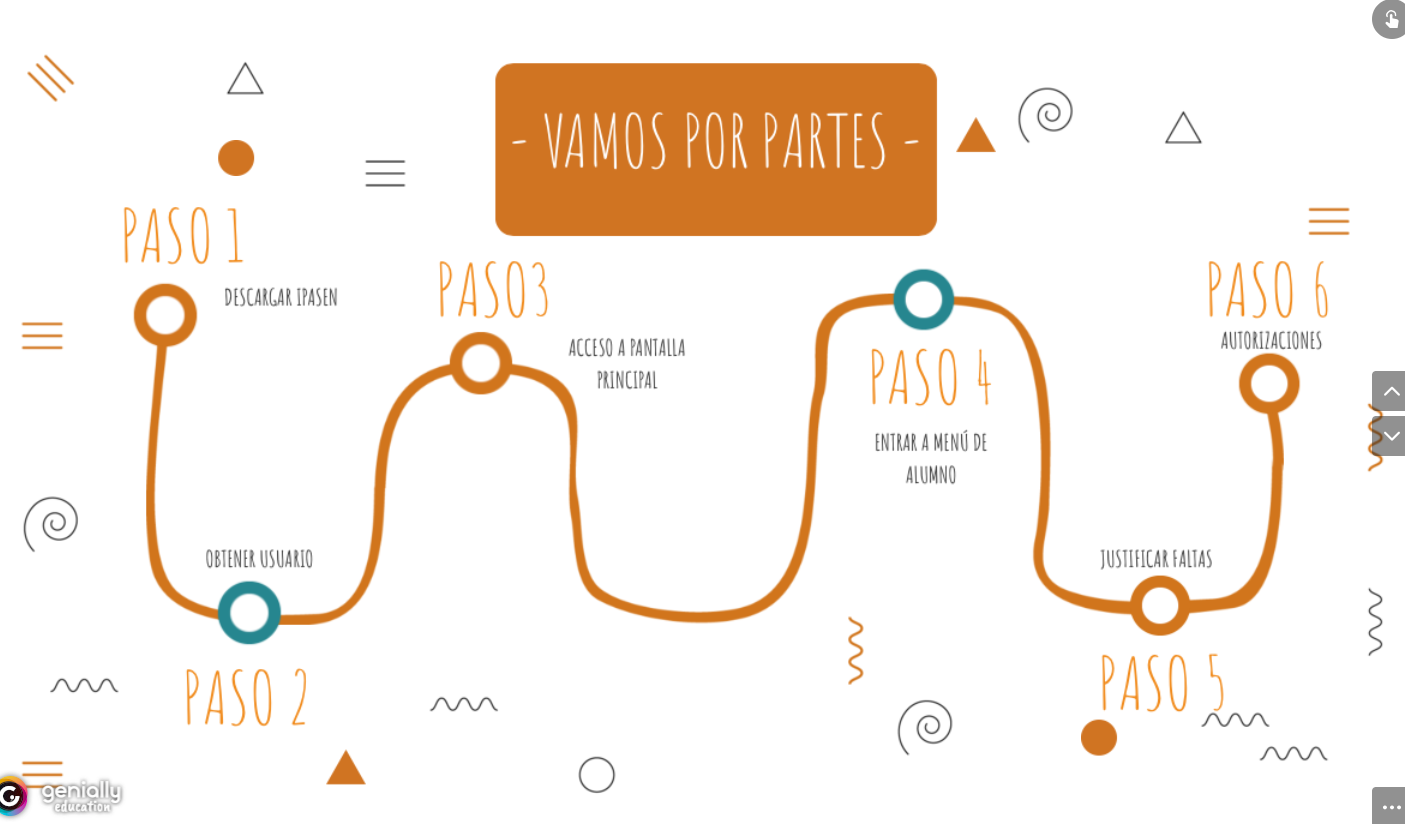 - VAMOS POR PARTES -
PASO 1
DESCARGAR IPASEN
OBTENER USUARIO
PASO 2
PASO3
ACCESO A PANTALLA
PRINCIPAL
PASO 4
ENTRAR A MENÚ DE
ALUMNO
JUSTIFICAR FALTAS
PASO 5
PASO 6
AUTORIZACIONES
genially
education